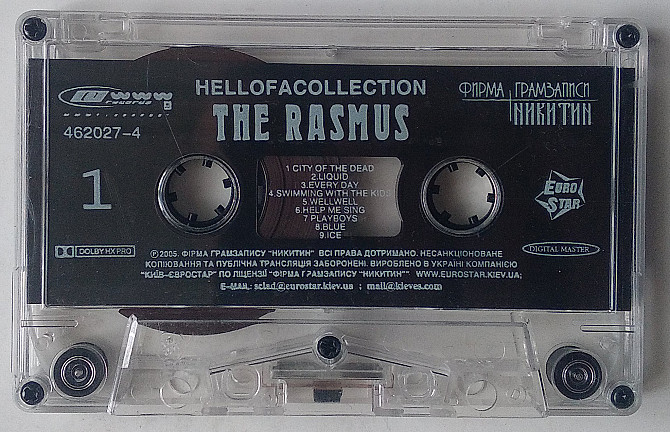 www
records
HELLOFACOLLECTION
THE RASMUS
462027-4
ФИРМА ГРАМЗАПИСИ
НИКИТИН
1
1 CITY OF THE DEAD
2.LIQUID
3.EVERY DAY
4.SWIMMING WITH THE KIDS
5.WELLWELL
6.HELP ME SING
7 PLAYBOYS
8.BLUE
9.ICE
EURO
STAR
DOLBY HX PRO
DIGITAL MASTER
℗ 2005. ФІРМА ГРАМЗАПИСУ "НИКИТИН" ВСІ ПРАВА ДОТРИМАНО. НЕСАНКЦІОНОВАНЕ
КОПІЮВАННЯ ТА ПУБЛІЧНА ТРАНСЛЯЦІЯ ЗАБОРОНЕНІ. ВИРОБЛЕНО В УКРАЇНІ КОМПАНІЄЮ
"КИЇВ-ЄВРОСТАР" ПО ЛІЦЕНЗІЇ "ФІРМА ГРАМЗАПИСУ "НИКИТИН"" WWW.EUROSTAR.KIEV.UA;
E-MAIL: sclad@eurostar.kiev.ua ; mail@kieves.com